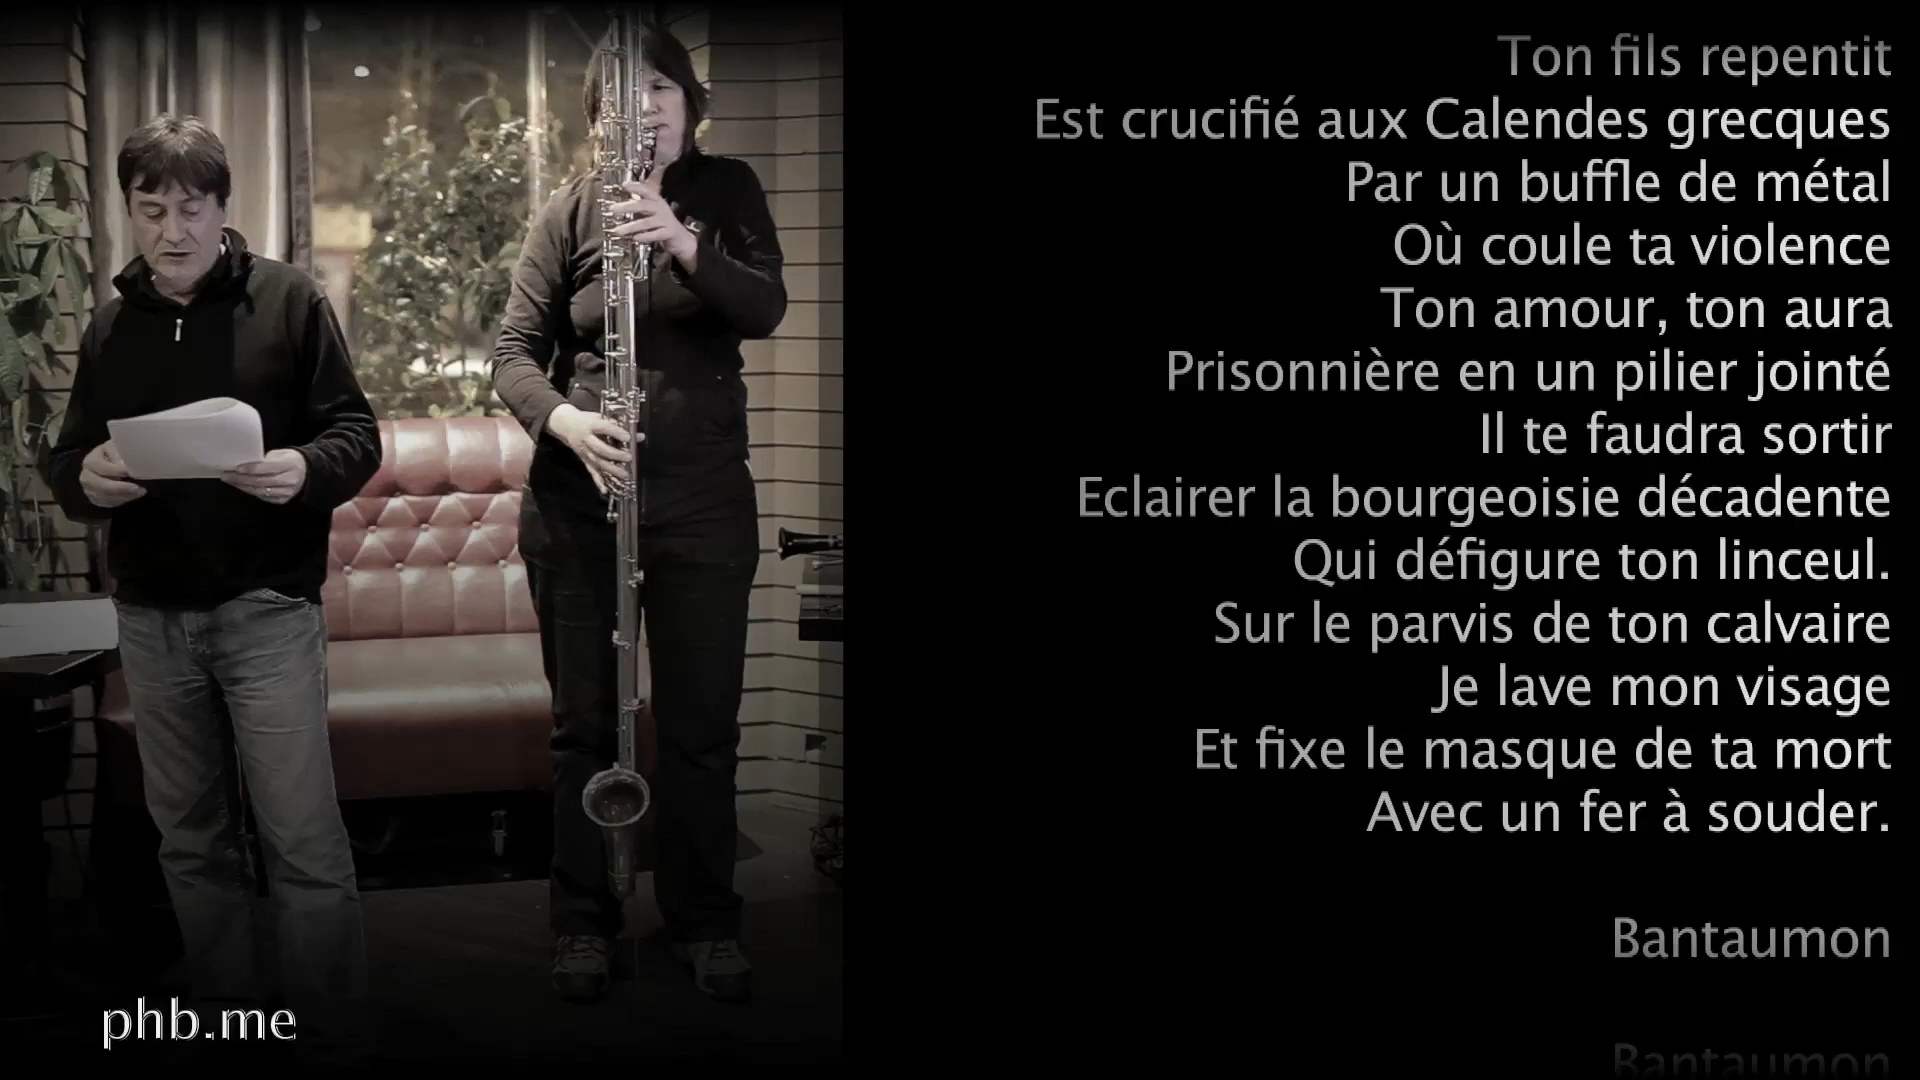 Ton fils repentit
Est crucifié aux Calendes grecques
Par un buffle de métal
Où coule ta violence
Ton amour, ton aura
Prisonnière en un pilier jointé
Il te faudra sortir
Eclairer la bourgeoisie décadente
Qui défigure ton linceul.
Sur le parvis de ton calvaire
Je lave mon visage
Et fixe le masque de ta mort
Avec un fer à souder.
Bantaumon
Bantaumon
phb.me